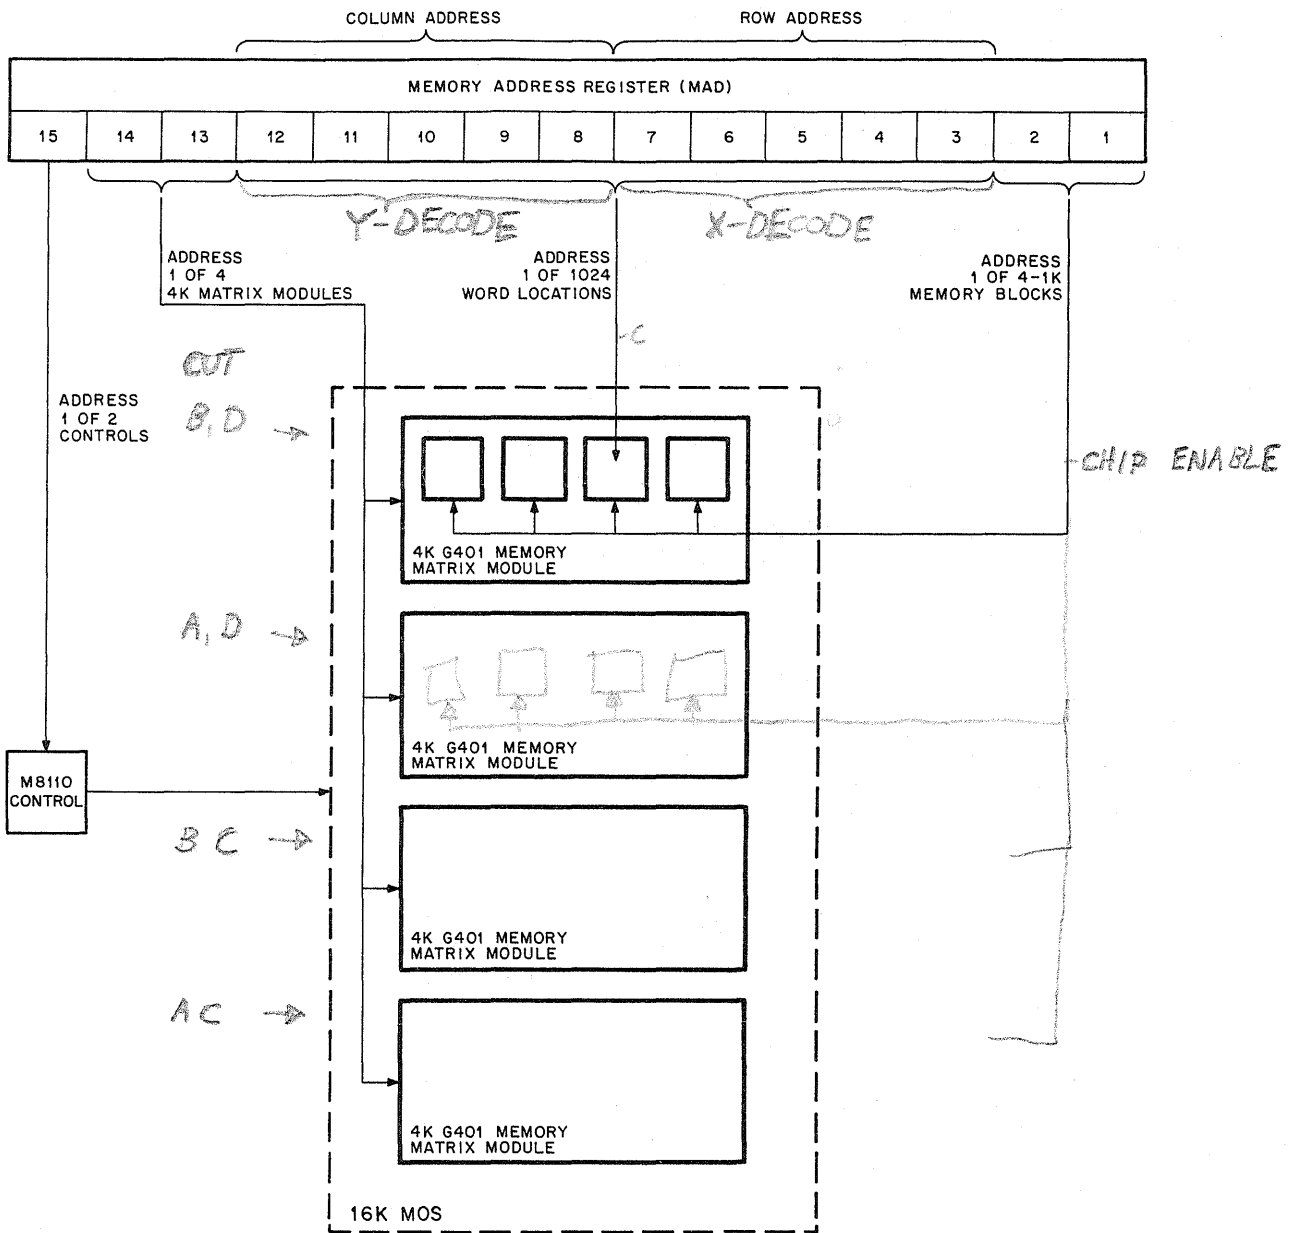 COLUMN ADDRESS ROW ADDRESS
MEMORY ADDRESS REGISTER (MAD)
15 14 13 12 11 10 9 8 7 6 5 4 3 2 1
Y-DECODE X-DECODE
ADDRESS
1 OF 4
4K MATRIX MODULES
ADDRESS
1 OF 1024
WORD LOCATIONS
ADDRESS
1 OF 4-1K
MEMORY BLOCKS
-C
CUT
B,D
ADDRESS
1 OF 2
CONTROLS
CHIP ENABLE
4K G401 MEMORY
MATRIX MODULE
A,D
4K G401 MEMORY
MATRIX MODULE
M8110
CONTROL
B C
4K G401 MEMORY
MATRIX MODULE
A C
4K G401 MEMORY
MATRIX MODULE
16K MOS